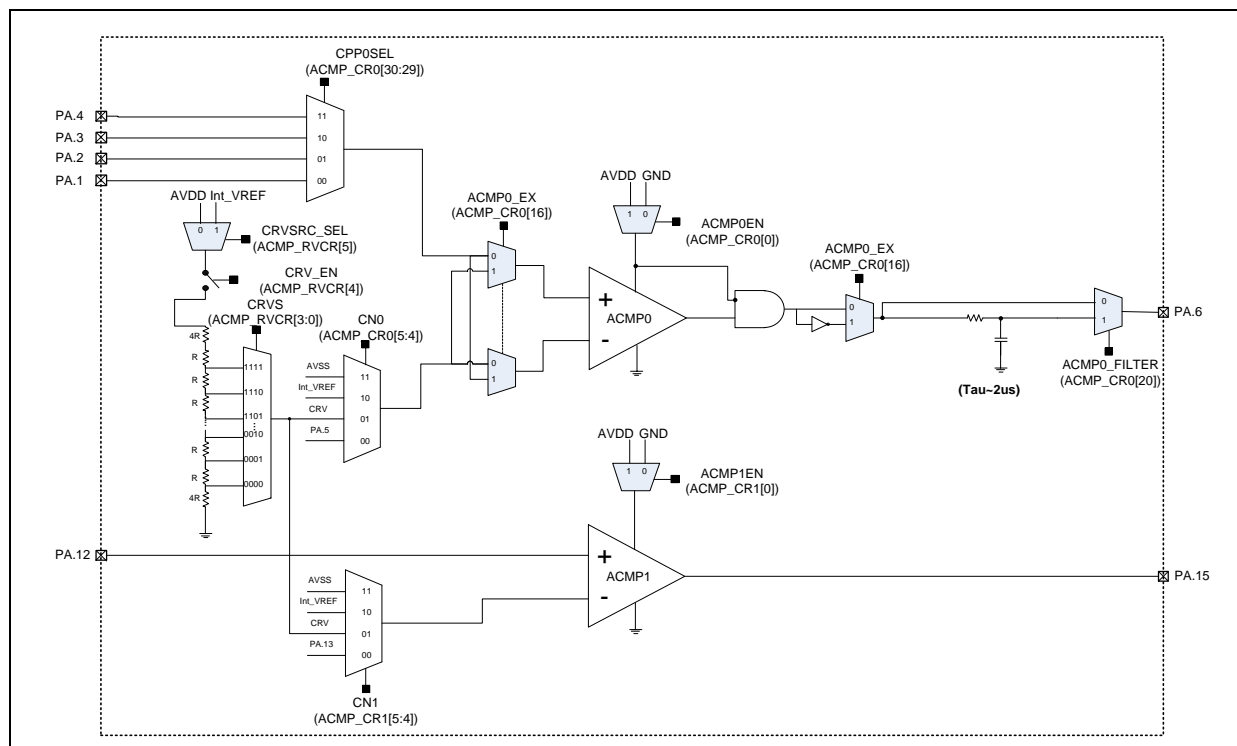 CPP0SEL
(ACMP_CR0[30:29])
PA.4
11
PA.3
10
PA.2
01
PA.1
00
AVDD Int_VREF
0 1
CRVSRC_SEL
(ACMP_RVCR[5])
CRV_EN
(ACMP_RVCR[4])
CRVS
(ACMP_RVCR[3:0])
4R
R
R
R
R
R
4R
1111
1110
1101
0010
0001
0000
CN0
(ACMP_CR0[5:4])
AVSS
11
Int_VREF
10
CRV
01
PA.5
00
ACMP0_EX
(ACMP_CR0[16])
0
1
0
1
AVDD GND
1 0
ACMP0EN
(ACMP_CR0[0])
+
ACMP0
-
ACMP0_EX
(ACMP_CR0[16])
0
1
(Tau~2us)
0
1
ACMP0_FILTER
(ACMP_CR0[20])
PA.6
AVDD GND
1 0
ACMP1EN
(ACMP_CR1[0])
PA.12
+
ACMP1
-
PA.15
AVSS
11
Int_VREF
10
CRV
01
PA.13
00
CN1
(ACMP_CR1[5:4])